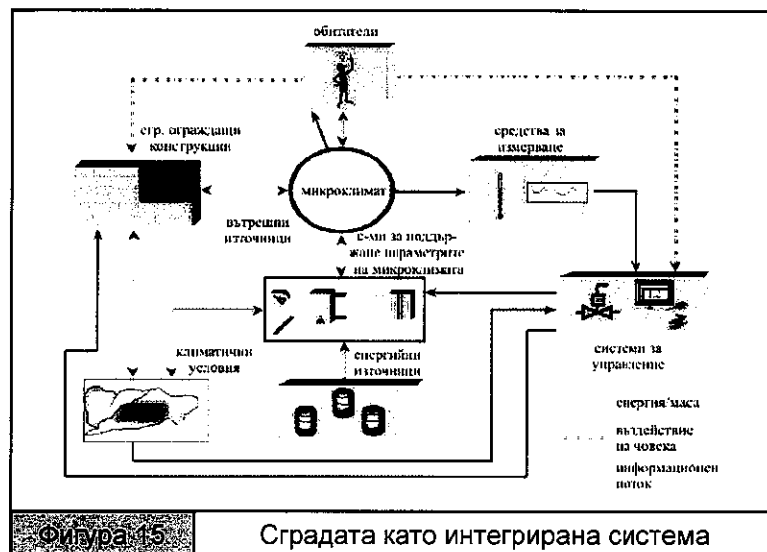 обитатели
стр. ограждащи
конструкции
средства за
измерване
микроклимат
вътрешни
източници
с-ми за поддър-
жане параметрите
на микроклимата
климатични
условия
енергийни
източници
системи за
управление
енергия/маса
въздействие
на човека
информационен
поток
Фигура 15
Сградата като интегрирана система